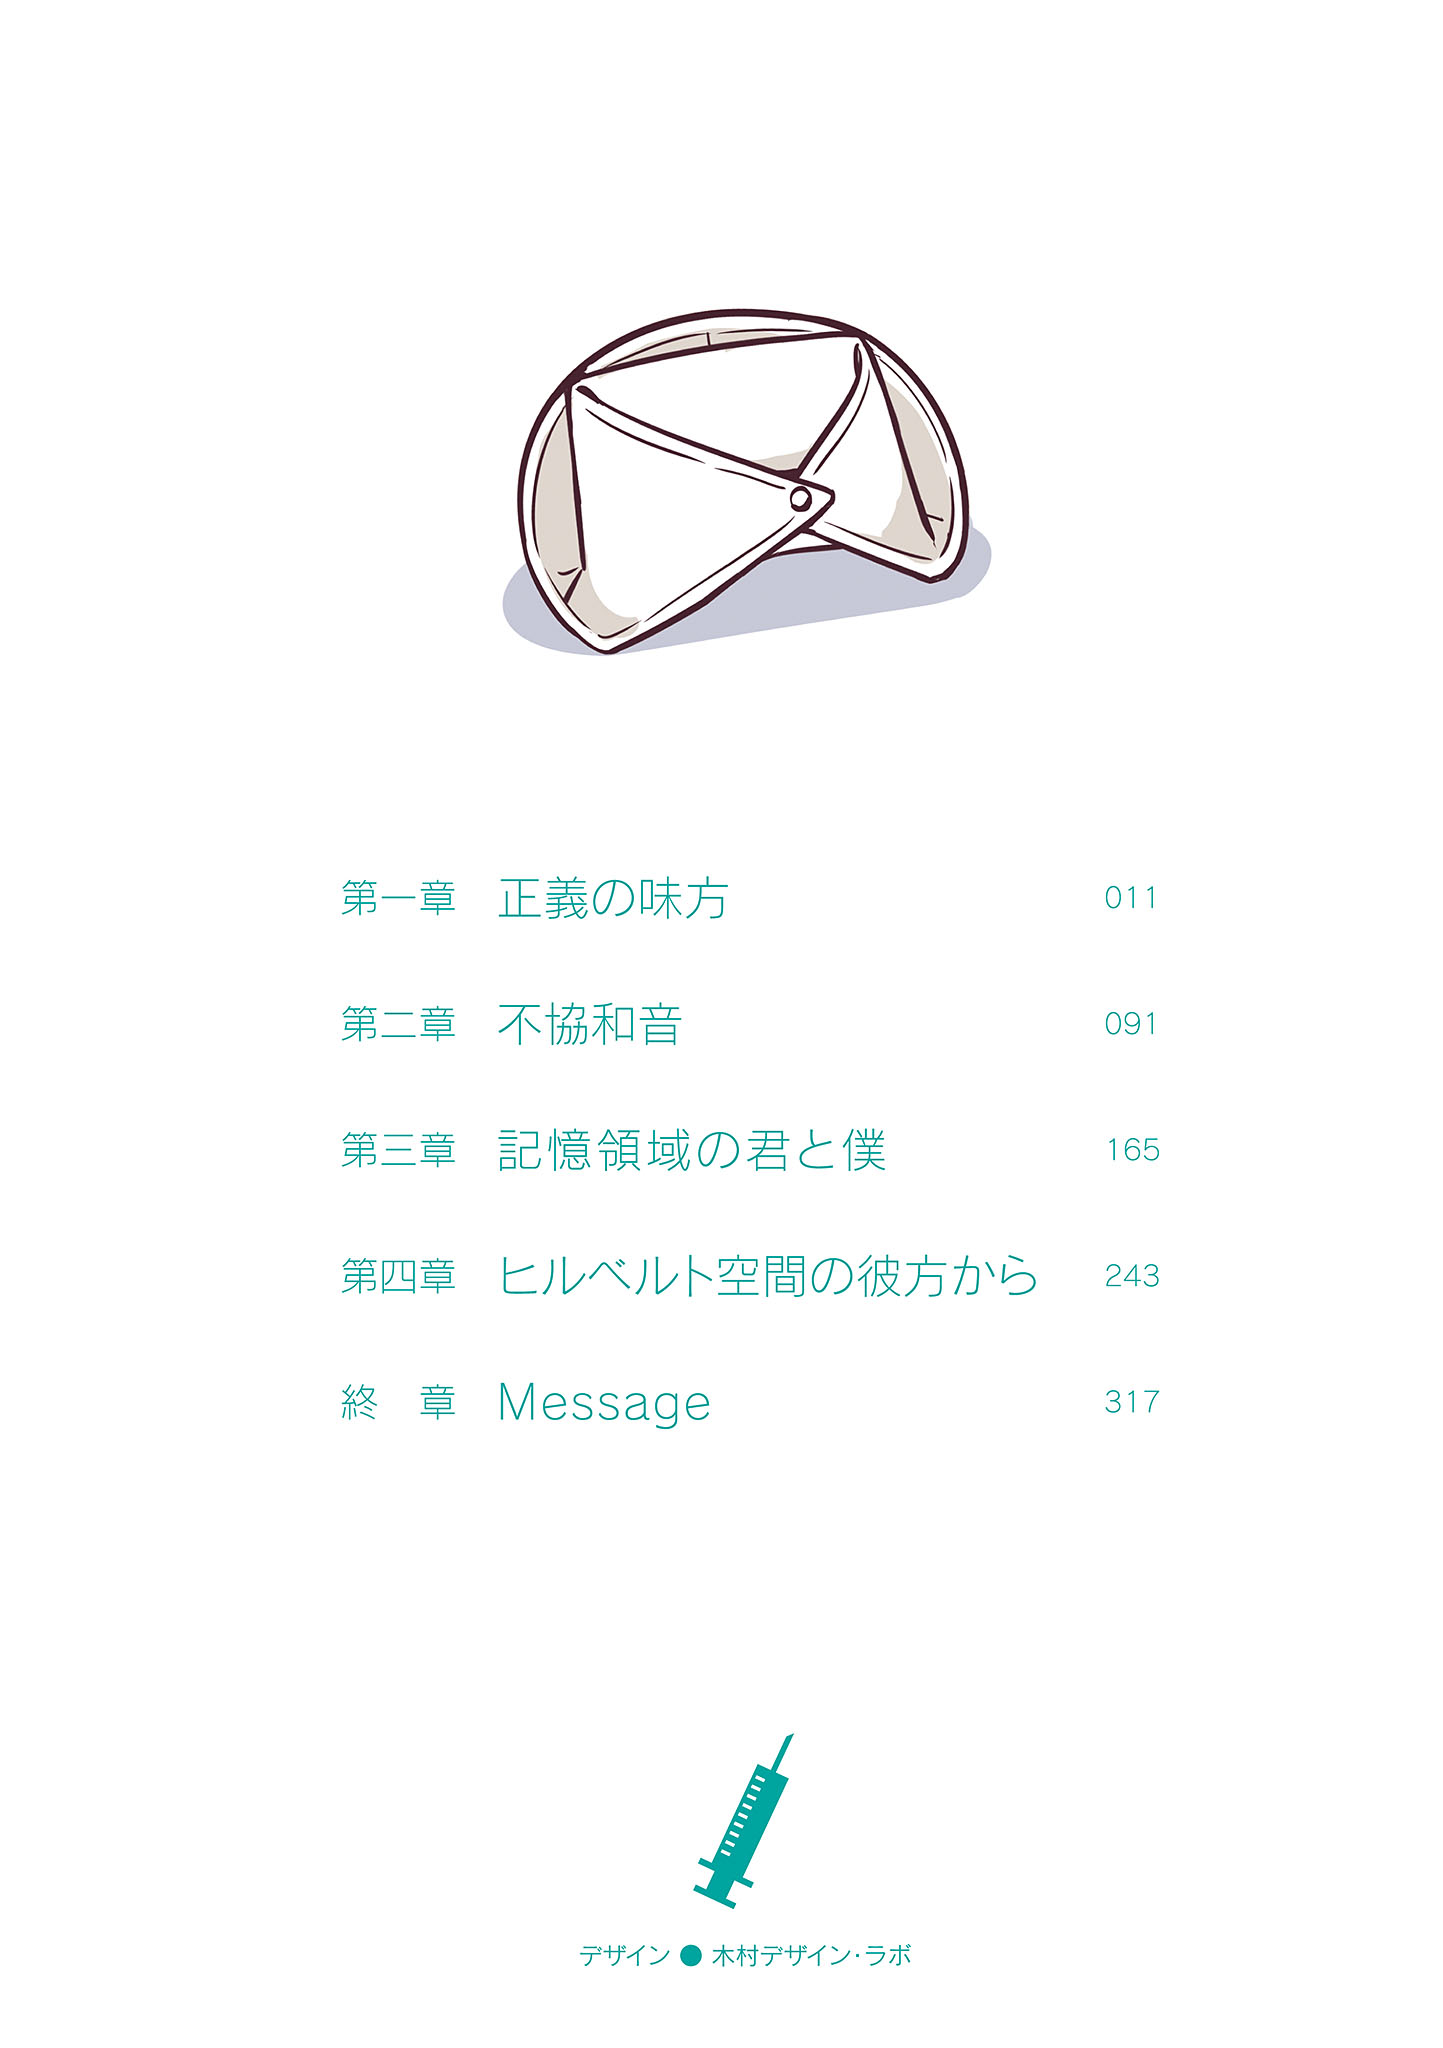 第一章 正義の味方 011
第二章 不協和音 091
第三章 記憶領域の君と僕 165
第四章 ヒルベルト空間の彼方から 243
終　章 Message 317
デザイン ● 木村デザイン・ラボ